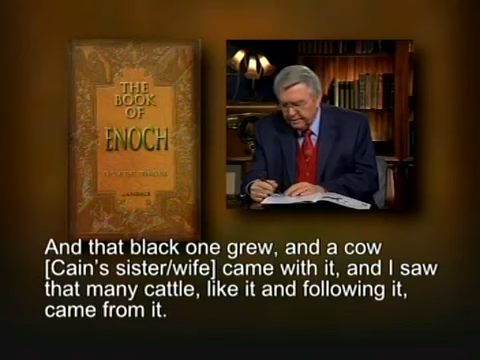 THE
BOOK
OF
ENOCH
And that black one grew, and a cow
[Cain's sister/wife] came with it, and I saw
that many cattle, like it and following it,
came from it.